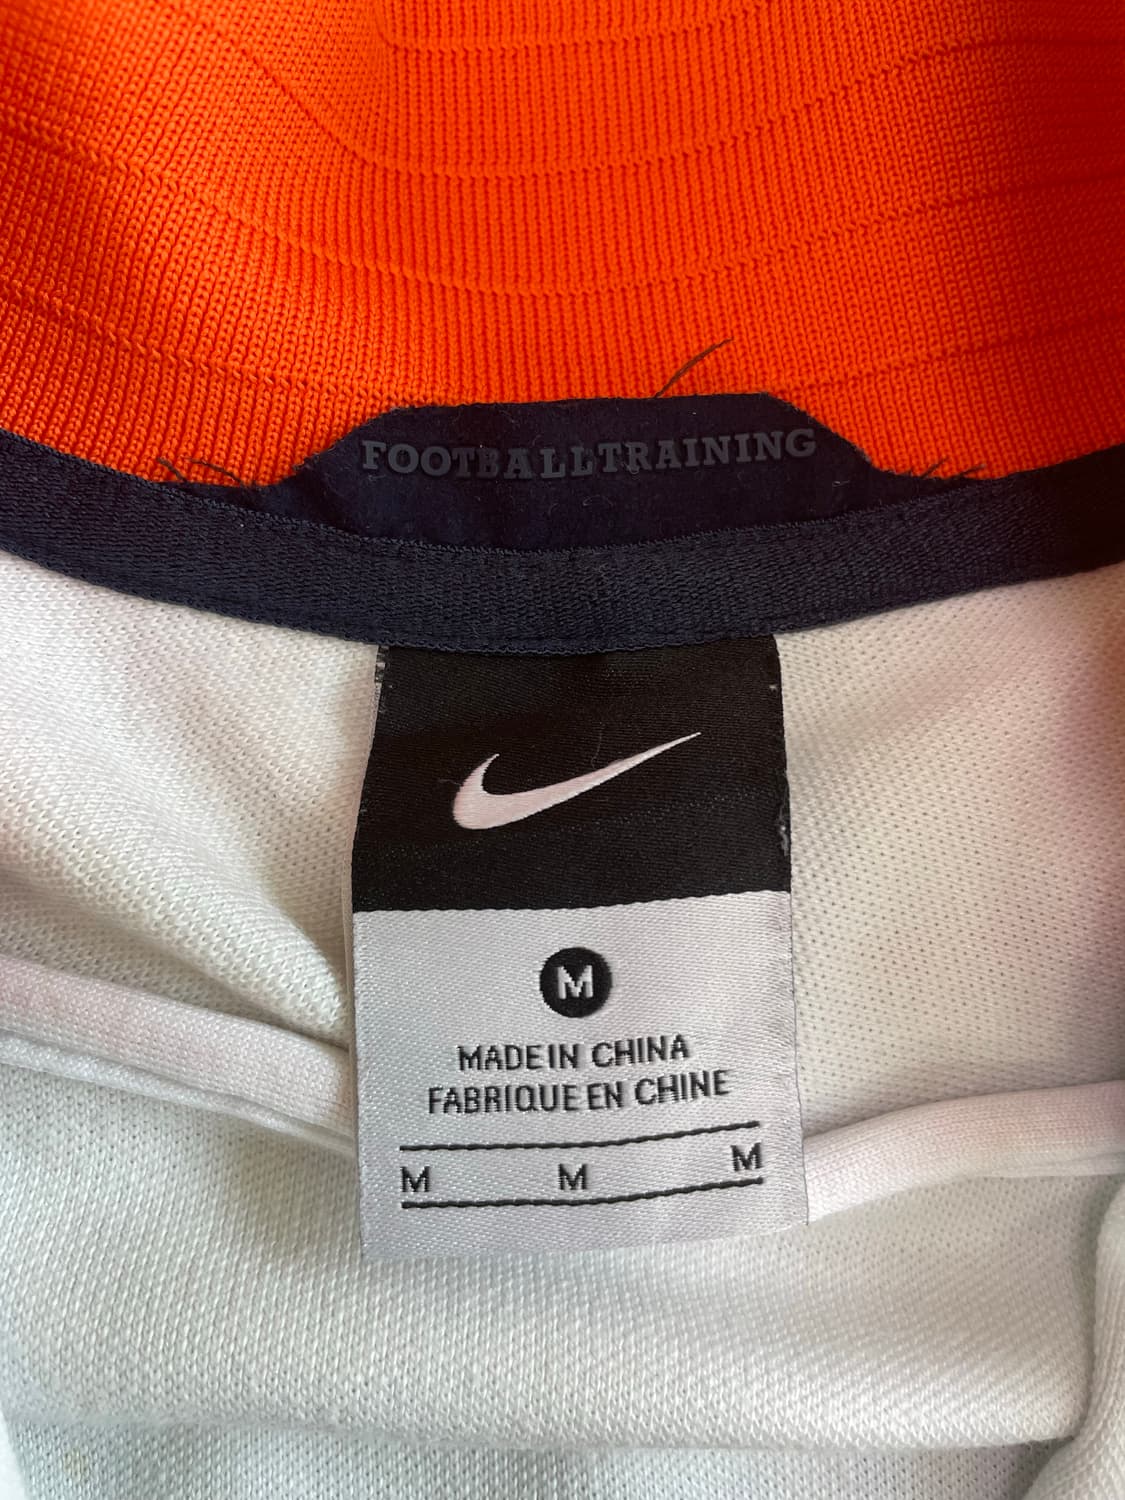 FOOTBALLTRAINING
M
MADE IN CHINA
FABRIQUE EN CHINE
M M M